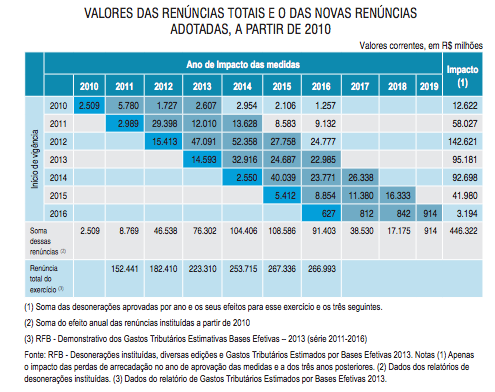 VALORES DAS RENÚNCIAS TOTAIS E O DAS NOVAS RENÚNCIAS
ADOTADAS, A PARTIR DE 2010
Valores correntes, em R$ milhões
Ano de Impacto das medidas
Impacto (1)
2010 2011 2012 2013 2014 2015 2016 2017 2018 2019
Início de vigência
2010 2.509 5.780 1.727 2.607 2.954 2.106 1.257 12.622
2011 2.989 29.398 12.010 13.628 8.583 9.132 58.027
2012 15.413 47.091 52.358 27.758 24.777 142.621
2013 14.593 32.916 24.687 22.985 95.181
2014 2.550 40.039 23.771 26.338 92.698
2015 5.412 8.854 11.380 16.333 41.980
2016 627 812 842 914 3.194
Soma dessas renúncias (2) 2.509 8.769 46.538 76.302 104.406 108.586 91.403 38.530 17.175 914 446.322
Renúncia total do exercício (3) 152.441 182.410 223.310 253.715 267.336 266.993
(1) Soma das desonerações aprovadas por ano e os seus efeitos para esse exercício e os três seguintes.
(2) Soma do efeito anual das renúncias instituídas a partir de 2010
(3) RFB - Demonstrativo dos Gastos Tributários Estimativas Bases Efetivas – 2013 (série 2011-2016)
Fonte: RFB - Desonerações instituídas, diversas edições e Gastos Tributários Estimados por Bases Efetivas 2013. Notas (1) Apenas
o impacto das perdas de arrecadação no ano de aprovação das medidas e a dos três anos posteriores. (2) Dados dos relatórios de
desonerações instituídas. (3) Dados do relatório de Gastos Tributários Estimados por Bases Efetivas 2013.